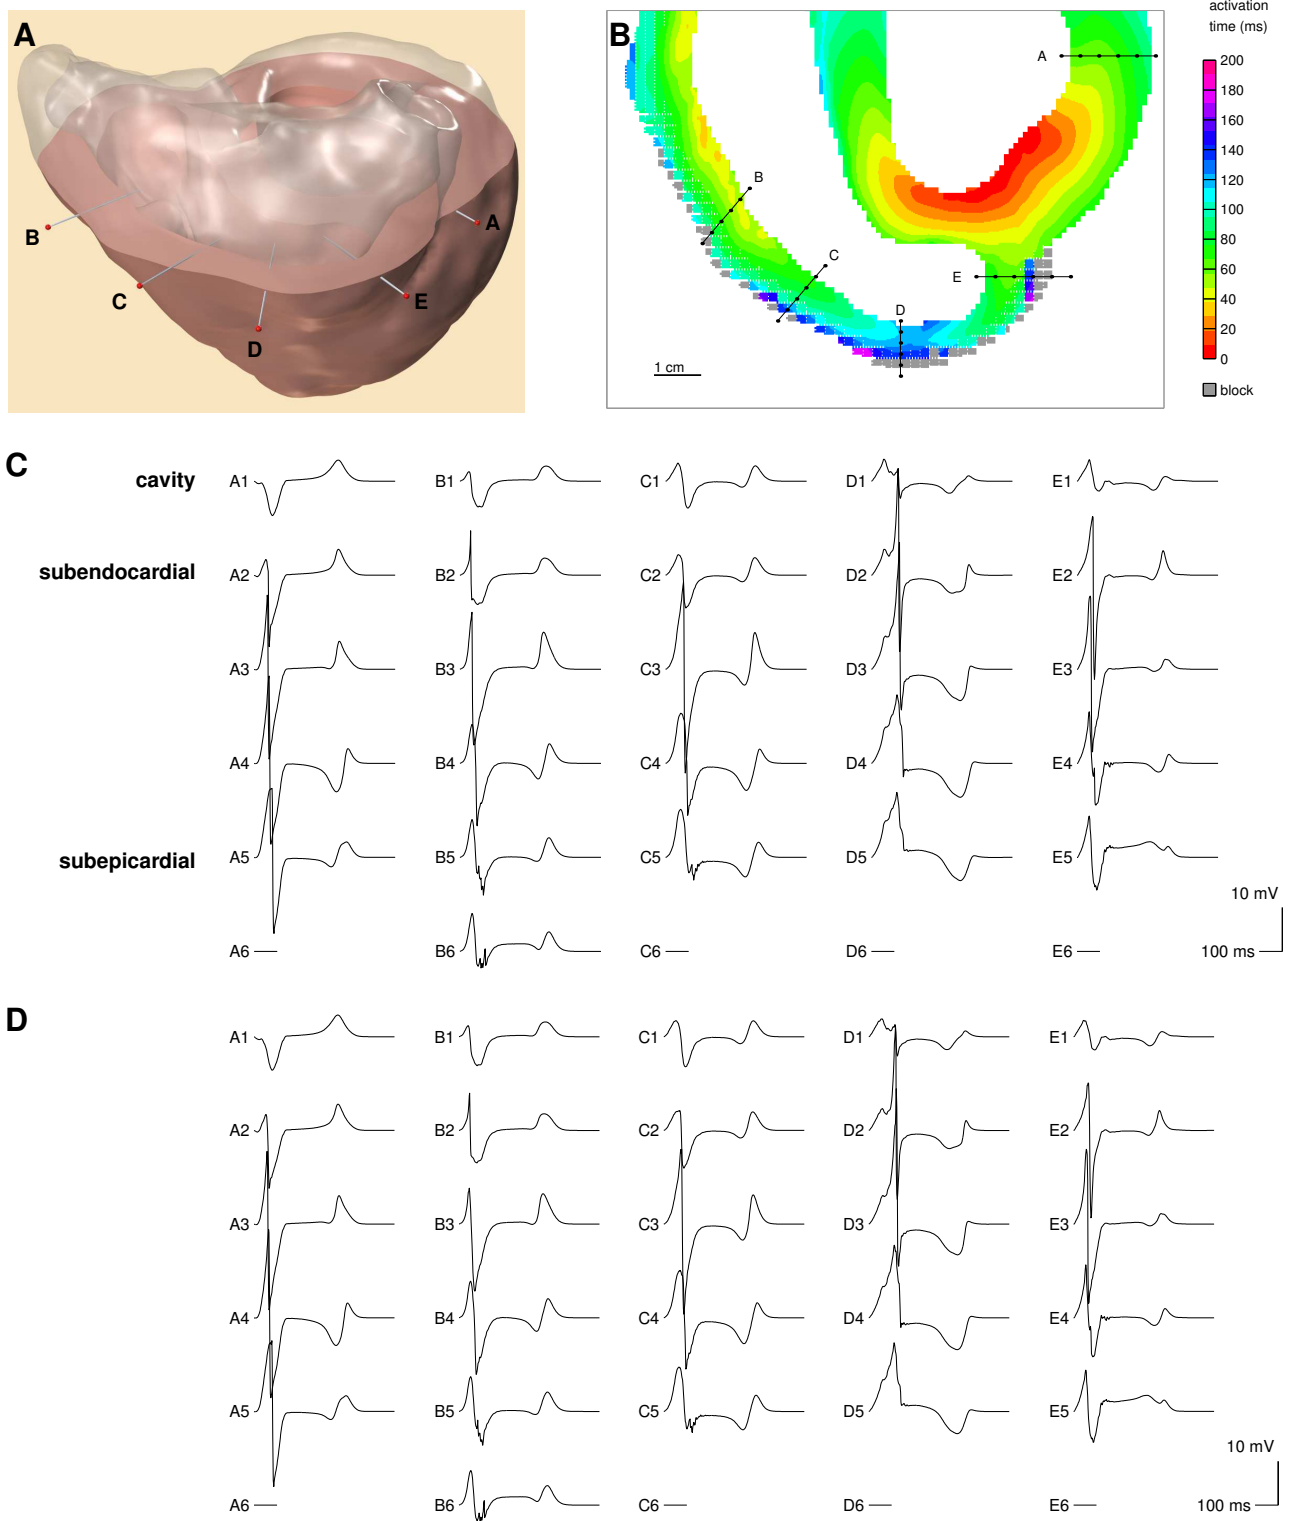 A
B
C
D
E
A
B
activation
time (ms)
200
180
160
140
120
100
80
60
40
20
0
block
A
B
C
D
E
1 cm
C
cavity
subendocardial
subepicardial
A1 B1 C1 D1 E1
A2 B2 C2 D2 E2
A3 B3 C3 D3 E3
A4 B4 C4 D4 E4
A5 B5 C5 D5 E5
A6 B6 C6 D6 E6
10 mV
100 ms
D
A1 B1 C1 D1 E1
A2 B2 C2 D2 E2
A3 B3 C3 D3 E3
A4 B4 C4 D4 E4
A5 B5 C5 D5 E5
A6 B6 C6 D6 E6
10 mV
100 ms